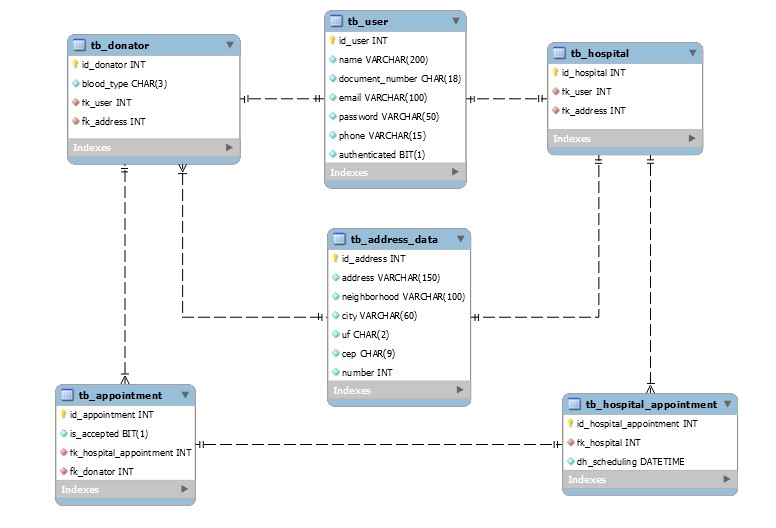 tb_donator
id_donator INT
blood_type CHAR(3)
fk_user INT
fk_address INT
Indexes
tb_user
id_user INT
name VARCHAR(200)
document_number CHAR(18)
email VARCHAR(100)
password VARCHAR(50)
phone VARCHAR(15)
authenticated BIT(1)
Indexes
tb_hospital
id_hospital INT
fk_user INT
fk_address INT
Indexes
tb_address_data
id_address INT
address VARCHAR(150)
neighborhood VARCHAR(100)
city VARCHAR(60)
uf CHAR(2)
cep CHAR(9)
number INT
Indexes
tb_appointment
id_appointment INT
is_accepted BIT(1)
fk_hospital_appointment INT
fk_donator INT
Indexes
tb_hospital_appointment
id_hospital_appointment INT
fk_hospital INT
dh_scheduling DATETIME
Indexes